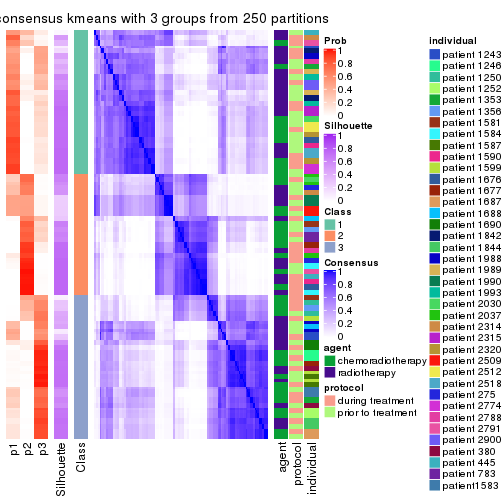 consensus kmeans with 3 groups from 250 partitions
Prob
1
0.8
0.6
0.4
0.2
0
Silhouette
1
0.8
0.6
0.4
0.2
0
Class
1
2
3
Consensus
1
0.8
0.6
0.4
0.2
0
agent
chemoradiotherapy
radiotherapy
protocol
during treatment
prior to treatment
individual
patient 1243
patient 1246
patient 1250
patient 1252
patient 1353
patient 1356
patient 1581
patient 1584
patient 1587
patient 1590
patient 1599
patient 1676
patient 1677
patient 1687
patient 1688
patient 1690
patient 1842
patient 1844
patient 1988
patient 1989
patient 1990
patient 1993
patient 2030
patient 2037
patient 2314
patient 2315
patient 2320
patient 2509
patient 2512
patient 2518
patient 275
patient 2774
patient 2788
patient 2791
patient 2900
patient 380
patient 445
patient 783
patient1583
p1
p2
p3
Silhouette
Class
agent
protocol
individual